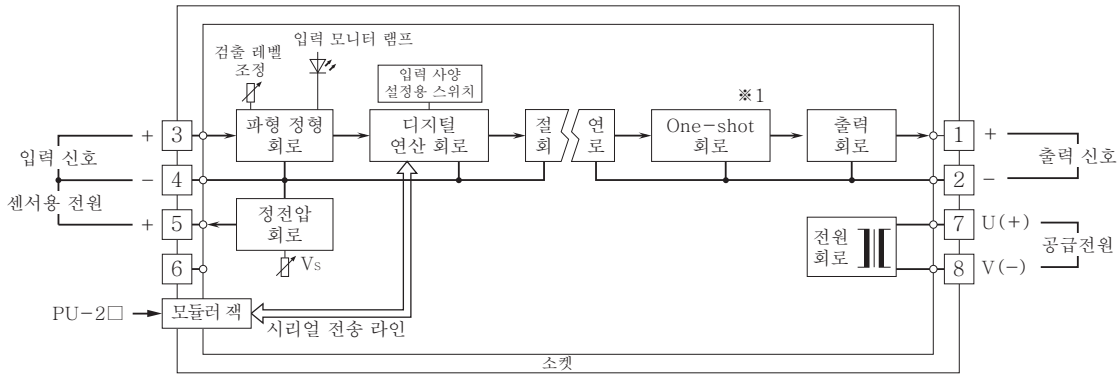 검출 레벨
조정
입력 모니터 램프
입력 사양
설정용 스위치
※1
+ 3
파형 정형
회로
디지털
연산 회로
절 연
회 로
One-shot
회로
출력
회로
1 +
입력 신호
출력 신호
- 4
2 -
센서용 전원
+ 5
정전압
회로
Vs
6
전원
회로
7 U(+)
공급전원
8 V(-)
PU-2□
모듈러 잭
시리얼 전송 라인
소켓